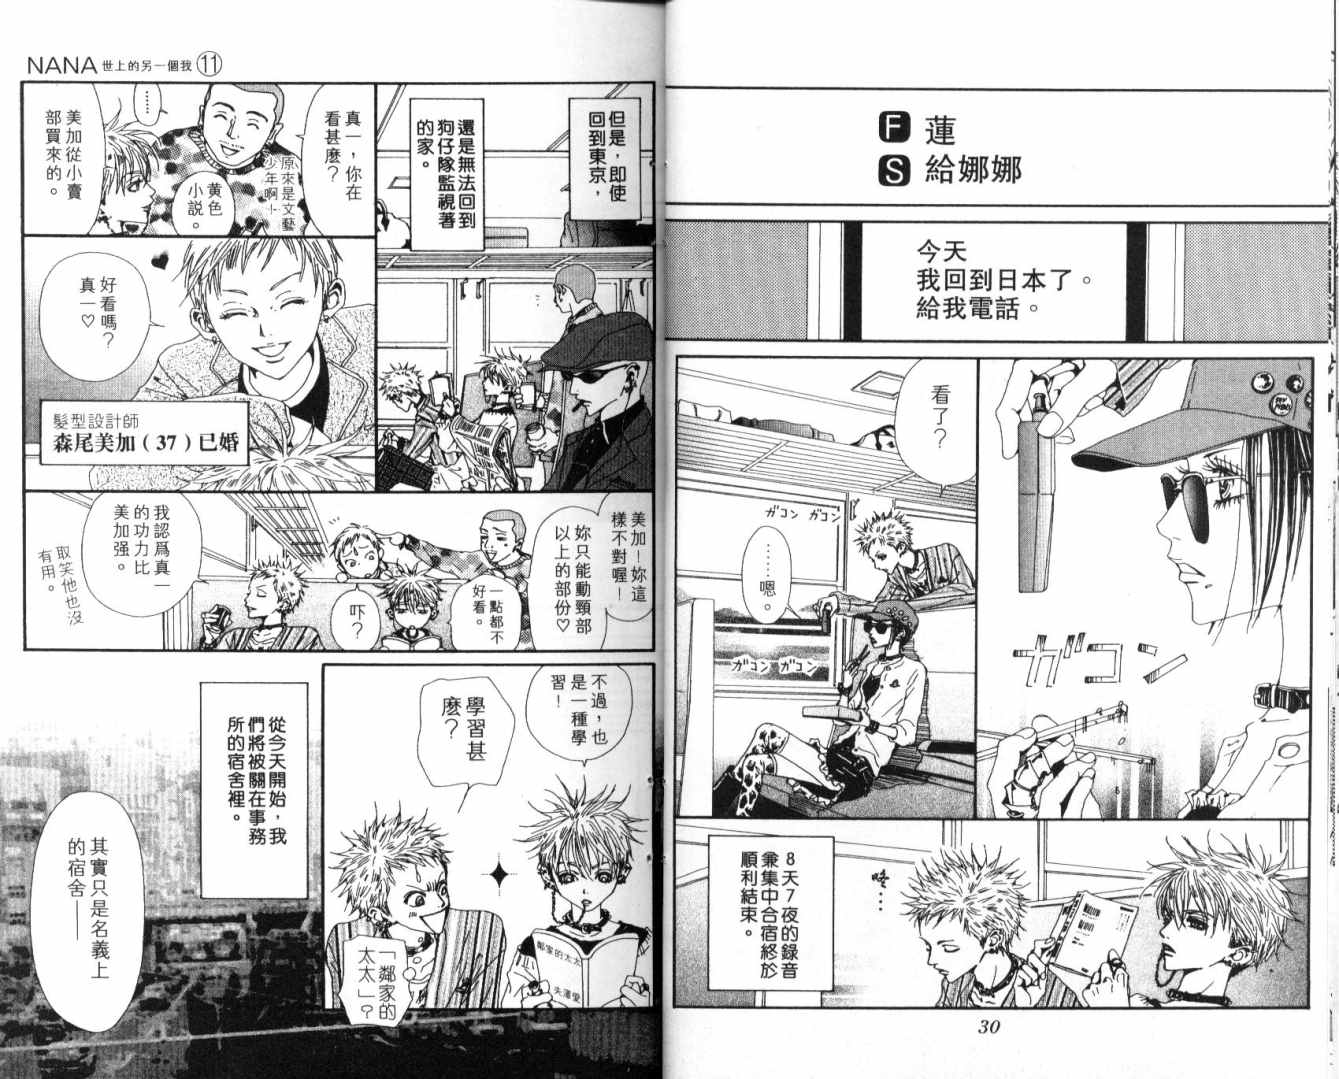 F 蓮
S 給娜娜
今天
我回到日本了。
給我電話。
看了?
ガコン
ガコン
……嗯。
ガコン
ガコン
ガコン
8天7夜的錄音
兼集中合宿終於
順利結束。
30
NANA 世上的另一個我 11
但是，即使
回到東京，
還是無法回到
狗仔隊監視著
的家。
真一，你在
看甚麼?
原來是文藝
少年啊!
……
黃色
小說。
美加從小賣
部買來的。
好看嗎?
真一♡
髮型設計師
森尾美加(37)已婚
美加!妳這
樣不對喔!
妳只能動頸部
以上的部份♡
一點都不
好看。
吓?
我認爲真一
的功力比
美加强。
取笑他也沒
有用。
不過，也
是一種學
習!
學習甚
麼?
鄰家的太太
「鄰家的
太太」?
從今天開始，我
們將被關在事務
所的宿舍裡。
其實只是名義上
的宿舍——